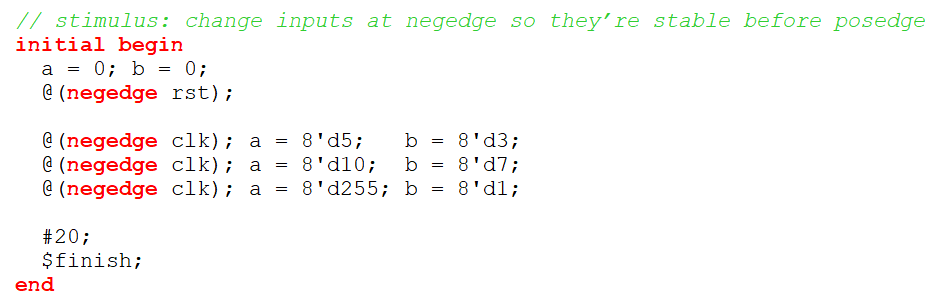 // stimulus: change inputs at negedge so they’re stable before posedge
initial begin
  a = 0; b = 0;
  @(negedge rst);

  @(negedge clk); a = 8'd5;   b = 8'd3;
  @(negedge clk); a = 8'd10;  b = 8'd7;
  @(negedge clk); a = 8'd255; b = 8'd1;

  #20;
  $finish;
end